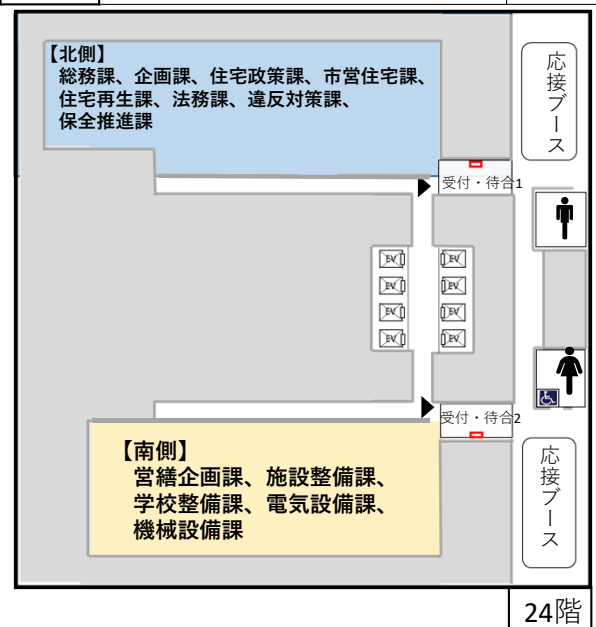 【北側】
総務課、企画課、住宅政策課、市営住宅課、
住宅再生課、法務課、違反対策課、
保全推進課
応接ブース
受付・待合1
EV EV
EV EV
EV EV
EV EV
受付・待合2
【南側】
営繕企画課、施設整備課、
学校整備課、電気設備課、
機械設備課
応接ブース
24階